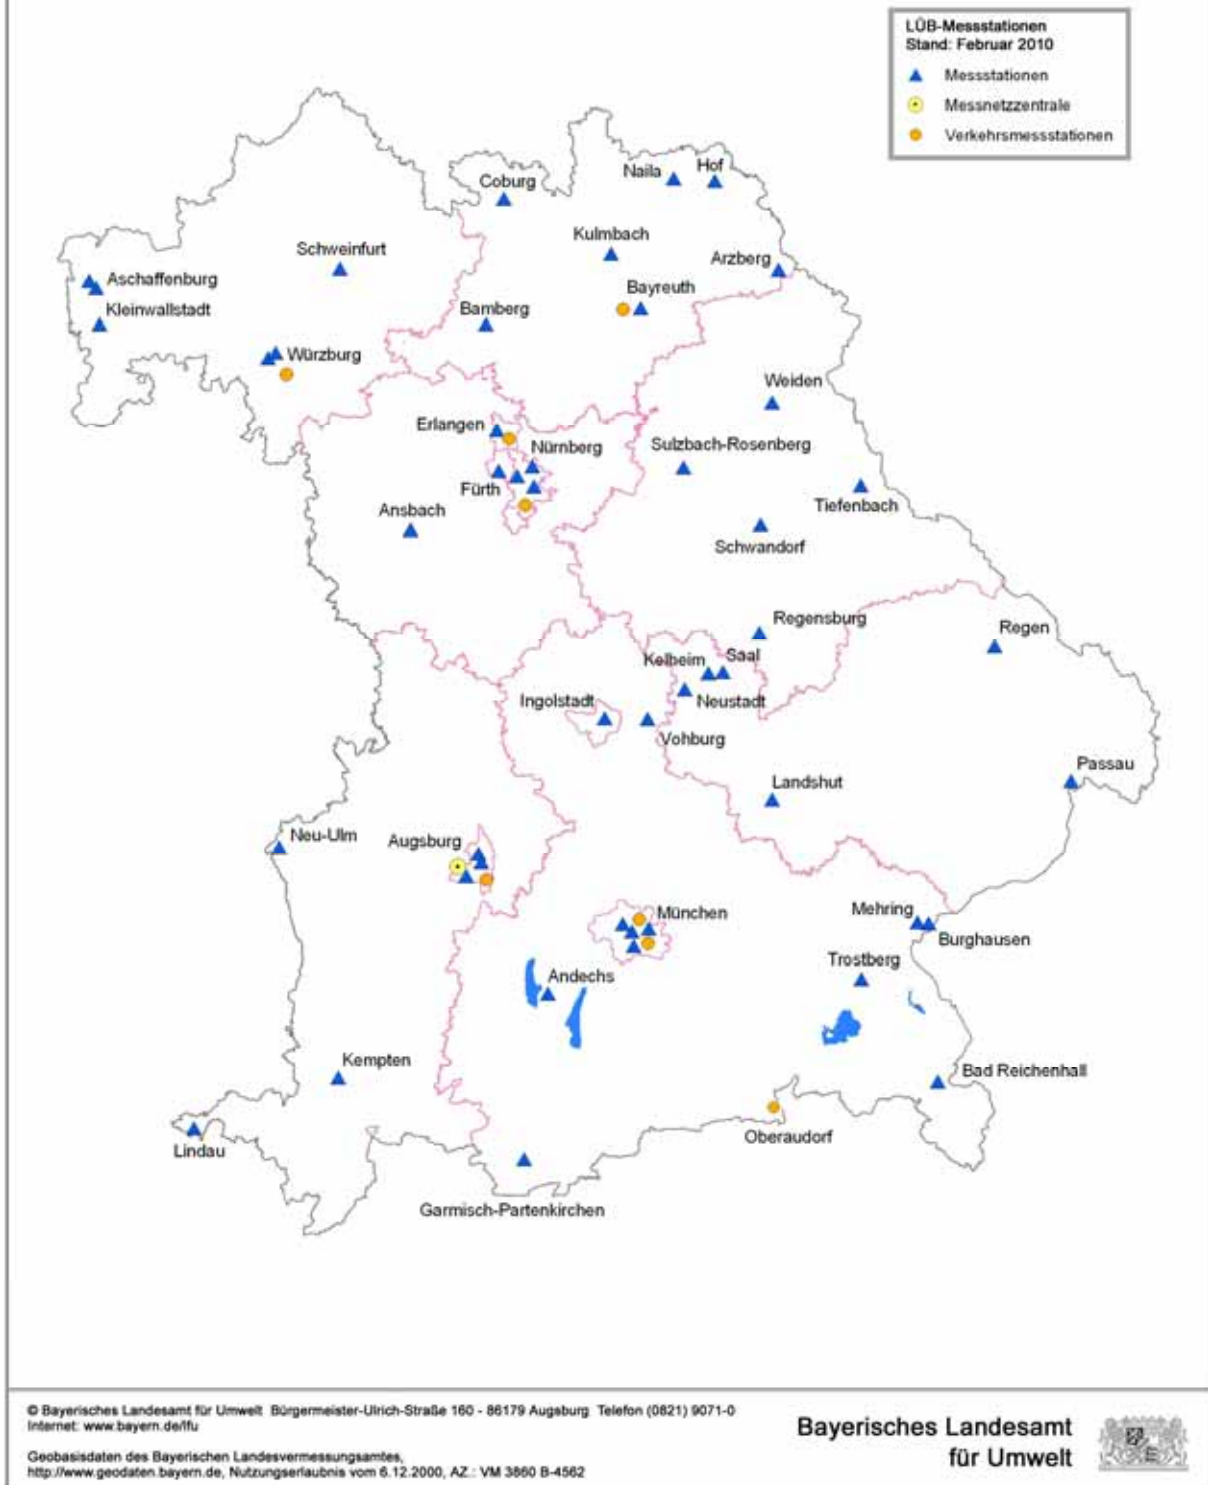 LÜB-Messstationen
Stand: Februar 2010
Messstationen
Messnetzzentrale
Verkehrsmessstationen
Naila
Hof
Coburg
Kulmbach
Schweinfurt
Arzberg
Aschaffenburg
Bayreuth
Kleinwallstadt
Bamberg
Würzburg
Weiden
Erlangen
Nürnberg
Sulzbach-Rosenberg
Fürth
Tiefenbach
Ansbach
Schwandorf
Regensburg
Regen
Kelheim
Saal
Ingolstadt
Neustadt
Vohburg
Passau
Landshut
Neu-Ulm
Augsburg
Mehring
München
Burghausen
Trostberg
Andechs
Kempten
Bad Reichenhall
Oberaudorf
Lindau
Garmisch-Partenkirchen
© Bayerisches Landesamt für Umwelt Bürgermeister-Ulrich-Straße 160 - 86179 Augsburg Telefon (0821) 9071-0
Internet: www.bayern.de/lfu
Geobasisdaten des Bayerischen Landesvermessungsamtes,
http://www.geodaten.bayern.de, Nutzungserlaubnis vom 6.12.2000, AZ.: VM 3860 B-4562
Bayerisches Landesamt
für Umwelt